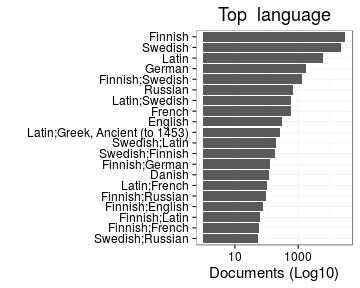 Top language
Finnish
Swedish
Latin
German
Finnish;Swedish
Russian
Latin;Swedish
French
English
Latin;Greek, Ancient (to 1453)
Swedish;Latin
Swedish;Finnish
Finnish;German
Danish
Latin;French
Finnish;Russian
Finnish;English
Finnish;Latin
Finnish;French
Swedish;Russian
10 1000
Documents (Log10)